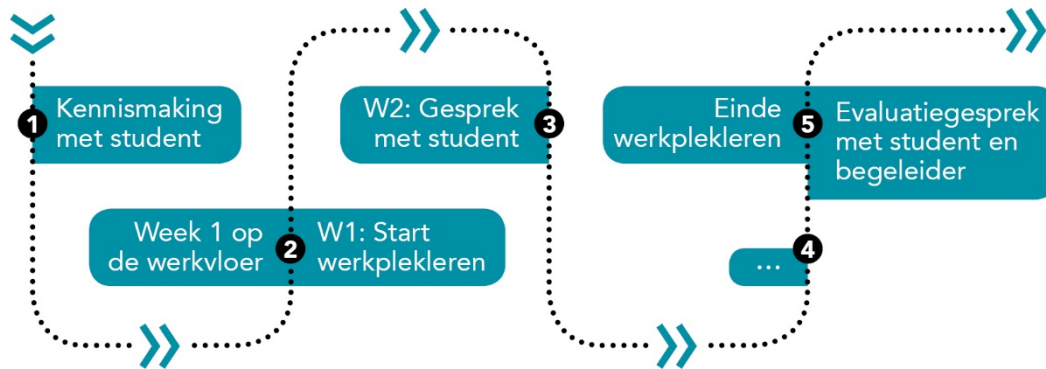 1
Kennismaking
met student
Week 1 op
de werkvloer
2
W1: Start
werkplekleren
W2: Gesprek
met student
3
...
4
Einde
werkplekleren
5
Evaluatiegesprek
met student en
begeleider